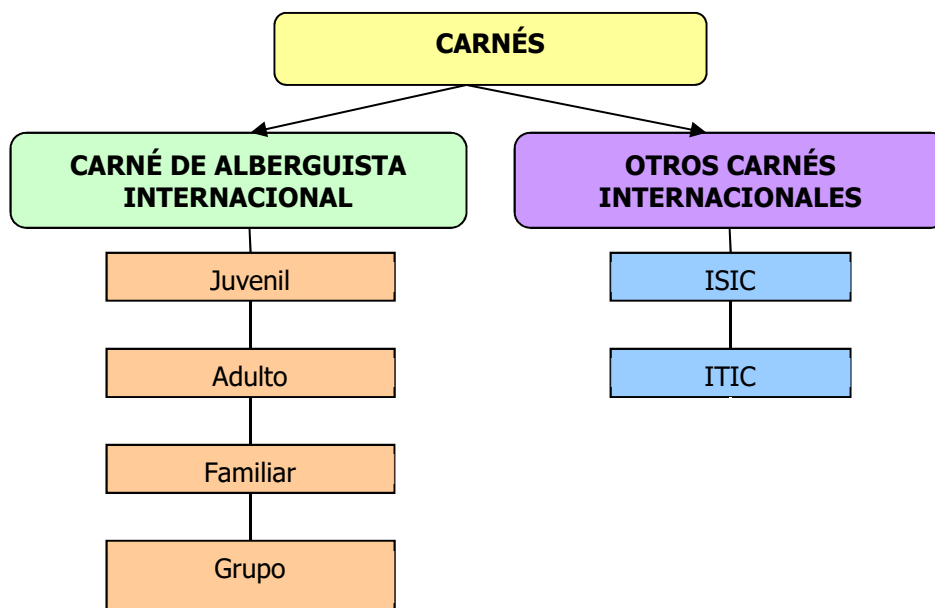 CARNÉS
CARNÉ DE ALBERGUISTA
INTERNACIONAL
OTROS CARNÉS
INTERNACIONALES
Juvenil
ISIC
Adulto
ITIC
Familiar
Grupo